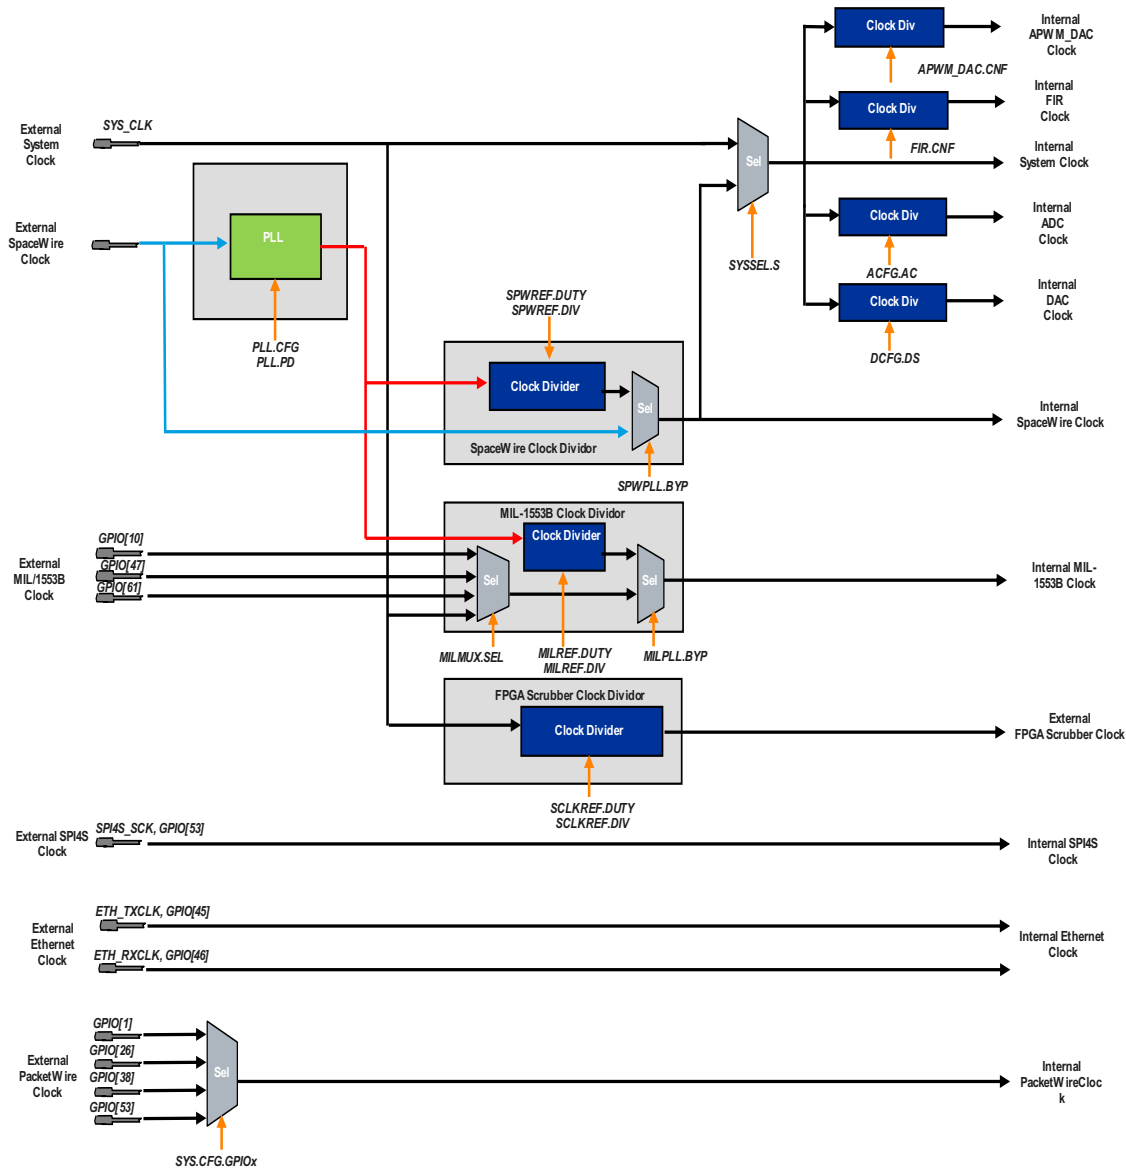 Clock Div
Internal
APWM_DAC
Clock
APWM_DAC.CNF
Clock Div
Internal
FIR
Clock
FIR.CNF
External
System
Clock
SYS_CLK
Sel
Internal
System Clock
SYSSEL.S
Clock Div
Internal
ADC
Clock
ACFG.AC
External
SpaceWire
Clock
PLL
PLL.CFG
PLL.PD
Clock Div
Internal
DAC
Clock
DCFG.DS
SPWREF.DUTY
SPWREF.DIV
Clock Divider
Sel
SpaceWire Clock Dividor
SPWPLL.BYP
Internal
SpaceWire Clock
MIL-1553B Clock Dividor
Clock Divider
External
MIL/1553B
Clock
GPIO[10]
GPIO[47]
GPIO[61]
Sel
Sel
Internal MIL-
1553B Clock
MILMUX.SEL
MILREF.DUTY
MILREF.DIV
MILPLL.BYP
FPGA Scrubber Clock Dividor
Clock Divider
External
FPGA Scrubber Clock
SCLKREF.DUTY
SCLKREF.DIV
External SPI4S
Clock
SPI4S_SCK, GPIO[53]
Internal SPI4S
Clock
External
Ethernet
Clock
ETH_TXCLK, GPIO[45]
ETH_RXCLK, GPIO[46]
Internal Ethernet
Clock
External
PacketWire
Clock
GPIO[1]
GPIO[26]
GPIO[38]
GPIO[53]
Sel
Internal
PacketWireCloc
k
SYS.CFG.GPIOx